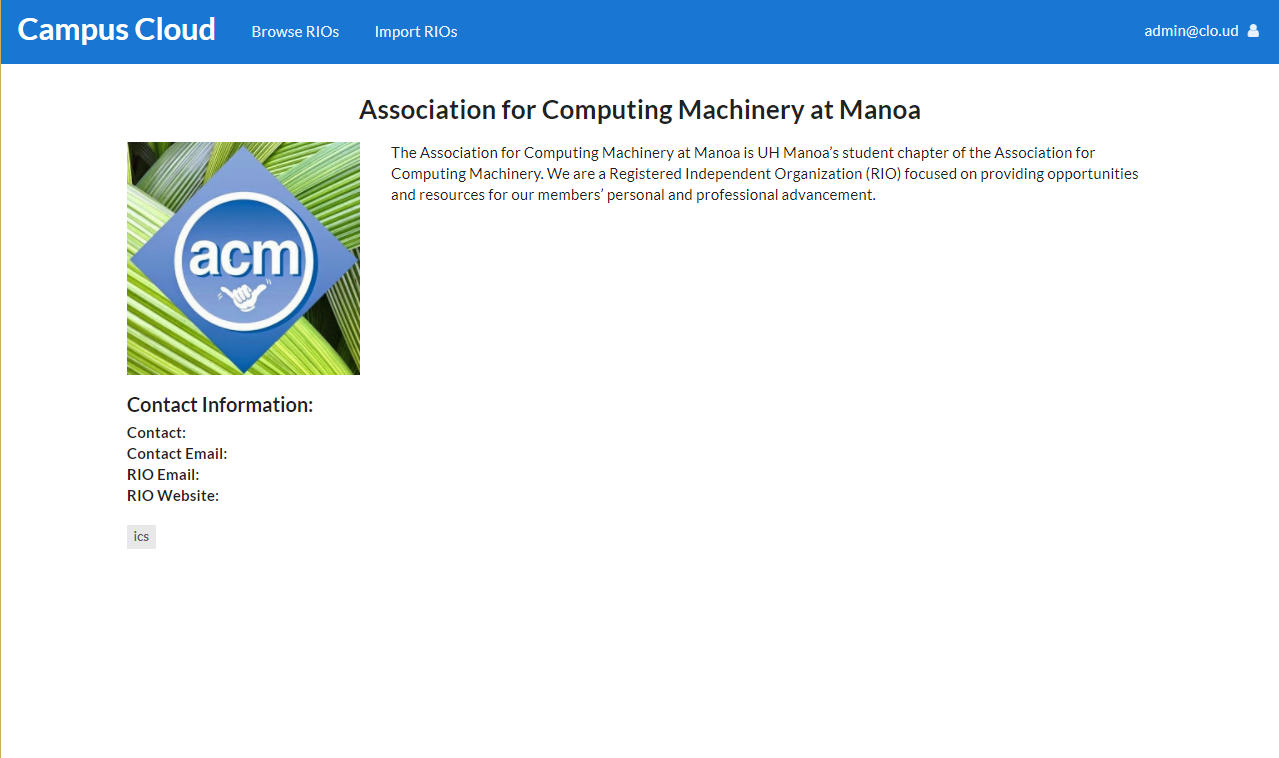 Campus Cloud Browse RIOs Import RIOs admin@clo.ud
Association for Computing Machinery at Manoa
acm
The Association for Computing Machinery at Manoa is UH Manoa’s student chapter of the Association for
Computing Machinery. We are a Registered Independent Organization (RIO) focused on providing opportunities
and resources for our members’ personal and professional advancement.
Contact Information:
Contact:
Contact Email:
RIO Email:
RIO Website:
ics